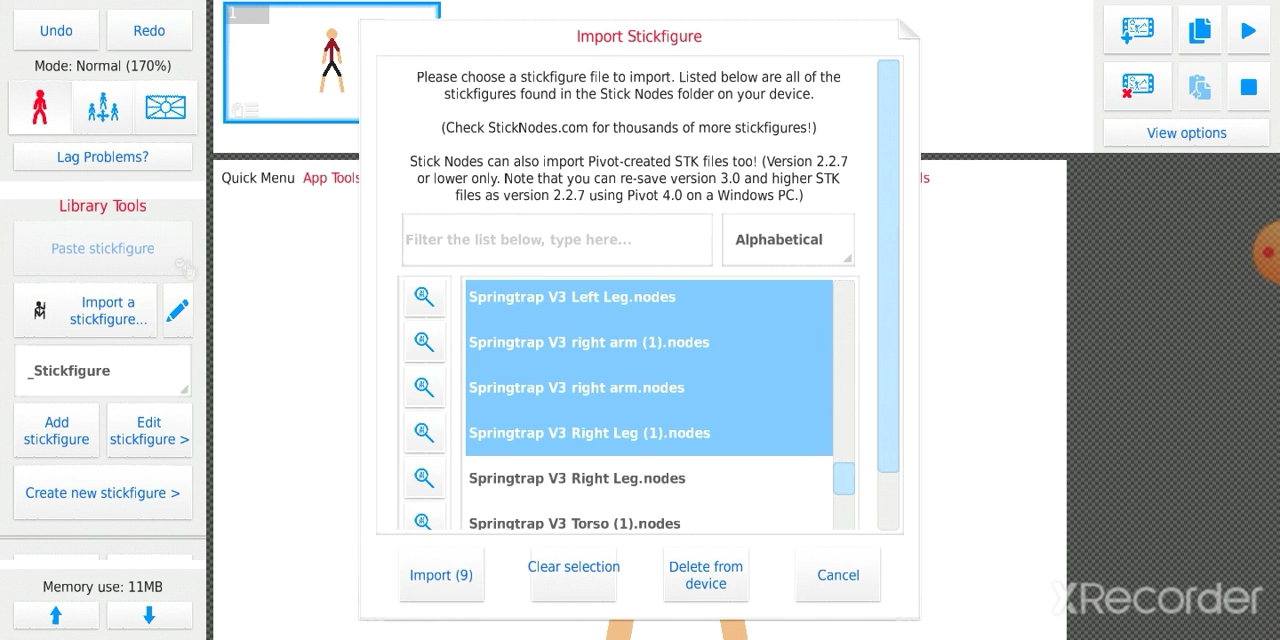 Undo
Redo
Mode: Normal (170%)
Lag Problems?
Library Tools
Paste stickfigure
Import a
stickfigure...
_Stickfigure
Add
stickfigure
Edit
stickfigure >
Create new stickfigure >
Memory use: 11MB
1
Quick Menu
App Tools
Import Stickfigure
Please choose a stickfigure file to import. Listed below are all of the
stickfigures found in the Stick Nodes folder on your device.
(Check StickNodes.com for thousands of more stickfigures!)
Stick Nodes can also import Pivot-created STK files too! (Version 2.2.7
or lower only. Note that you can re-save version 3.0 and higher STK
files as version 2.2.7 using Pivot 4.0 on a Windows PC.)
Filter the list below, type here...
Alphabetical
Springtrap V3 Left Leg.nodes
Springtrap V3 right arm (1).nodes
Springtrap V3 right arm.nodes
Springtrap V3 Right Leg (1).nodes
Springtrap V3 Right Leg.nodes
Springtrap V3 Torso (1).nodes
Import (9)
Clear selection
Delete from
device
Cancel
View options
XRecorder